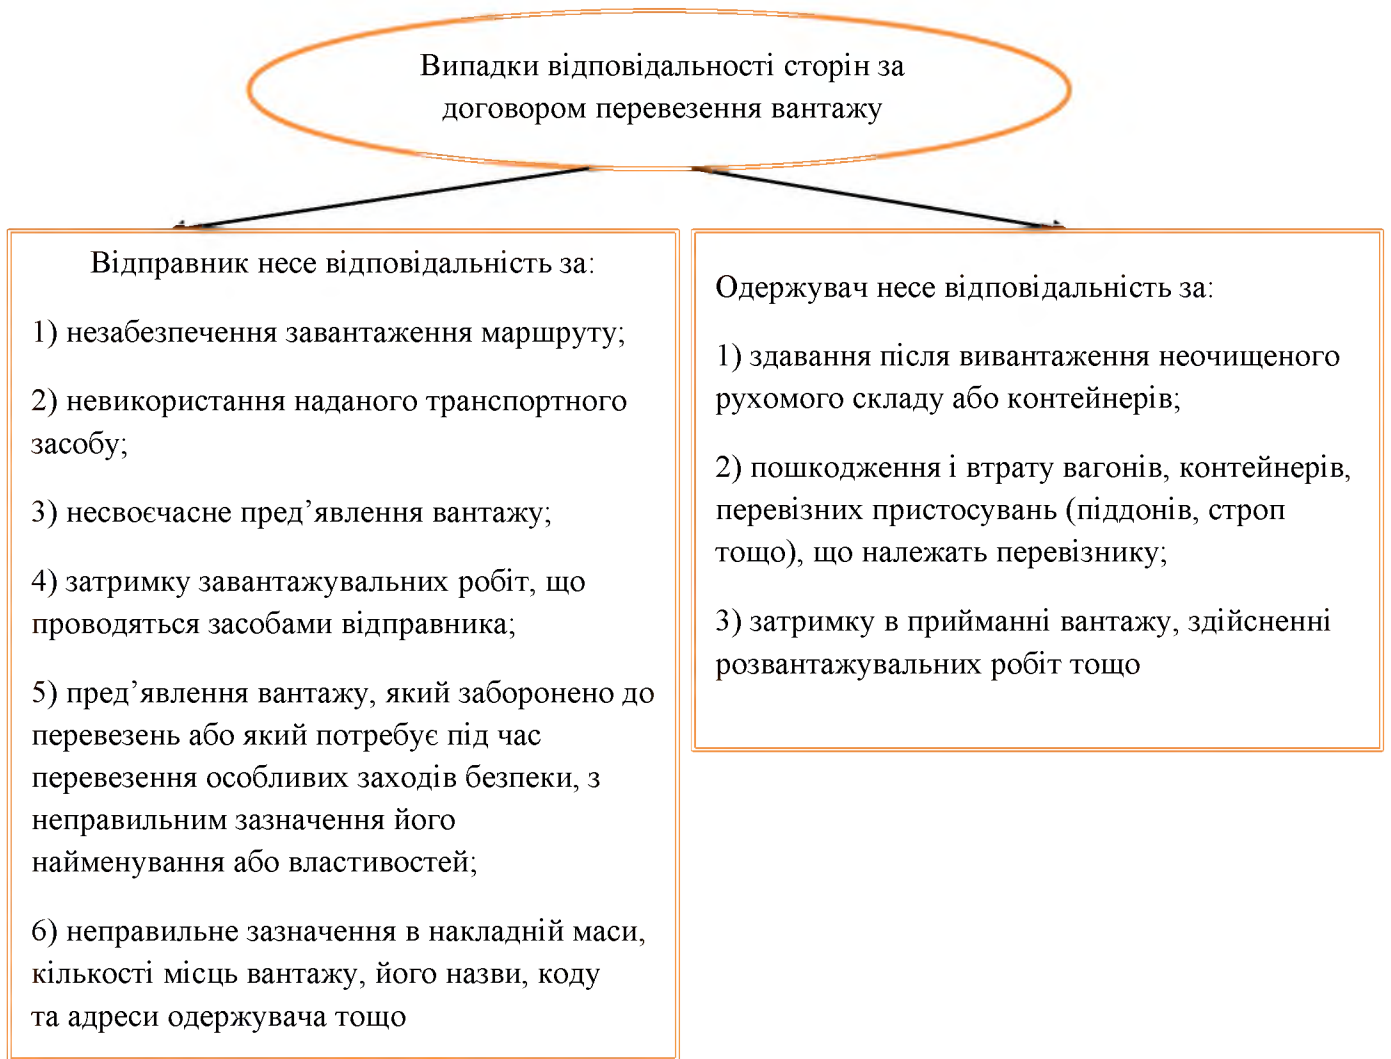 Випадки відповідальності сторін за
договором перевезення вантажу
Відправник несе відповідальність за:
1) незабезпечення завантаження маршруту;
2) невикористання наданого транспортного
засобу;
3) несвоєчасне пред’явлення вантажу;
4) затримку завантажувальних робіт, що
проводяться засобами відправника;
5) пред’явлення вантажу, який заборонено до
перевезень або який потребує під час
перевезення особливих заходів безпеки, з
неправильним зазначення його
найменування або властивостей;
6) неправильне зазначення в накладній маси,
кількості місць вантажу, його назви, коду
та адреси одержувача тощо
Одержувач несе відповідальність за:
1) здавання після вивантаження неочищеного
рухомого складу або контейнерів;
2) пошкодження і втрату вагонів, контейнерів,
перевізних пристосувань (піддонів, строп
тощо), що належать перевізнику;
3) затримку в прийманні вантажу, здійсненні
розвантажувальних робіт тощо